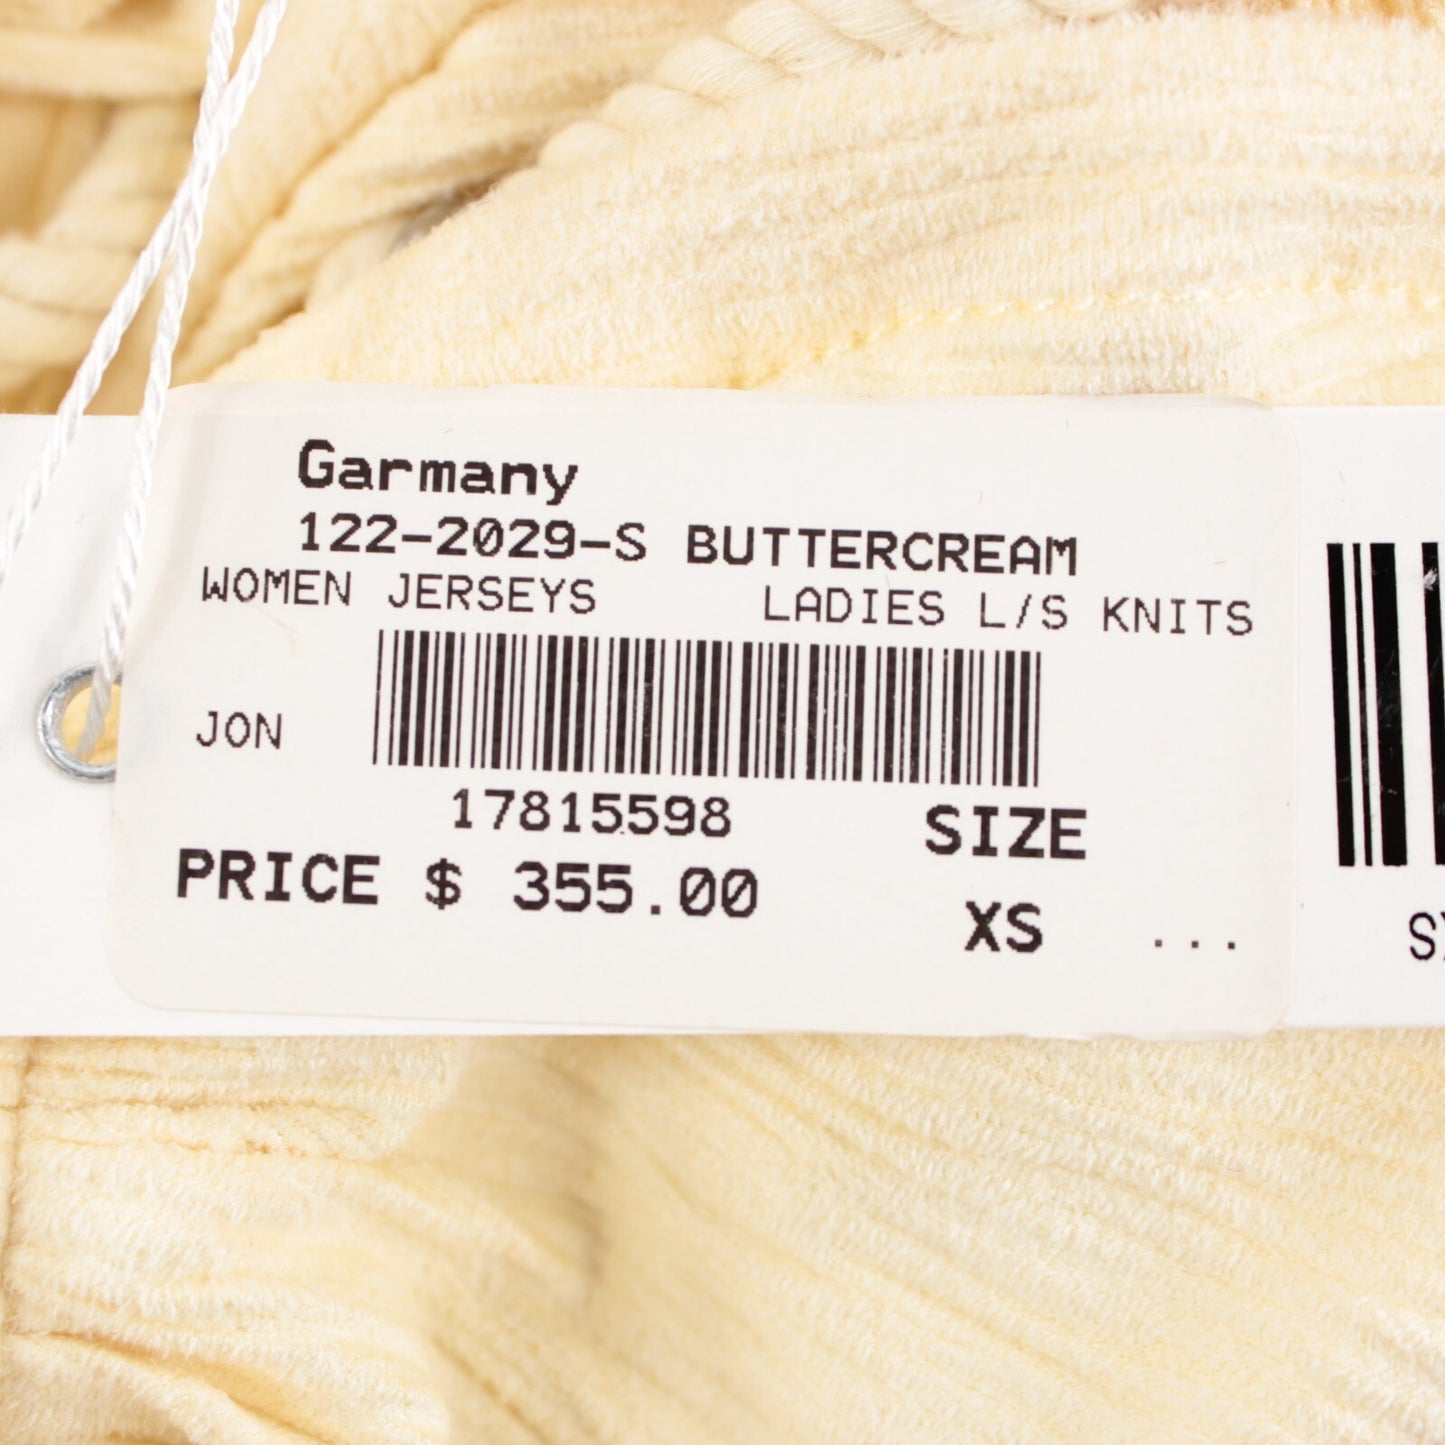 Garmany
122-2029-S BUTTERCREAM
WOMEN JERSEYS LADIES L/S KNITS
JON
17815598 SIZE
PRICE $ 355.00
XS ...